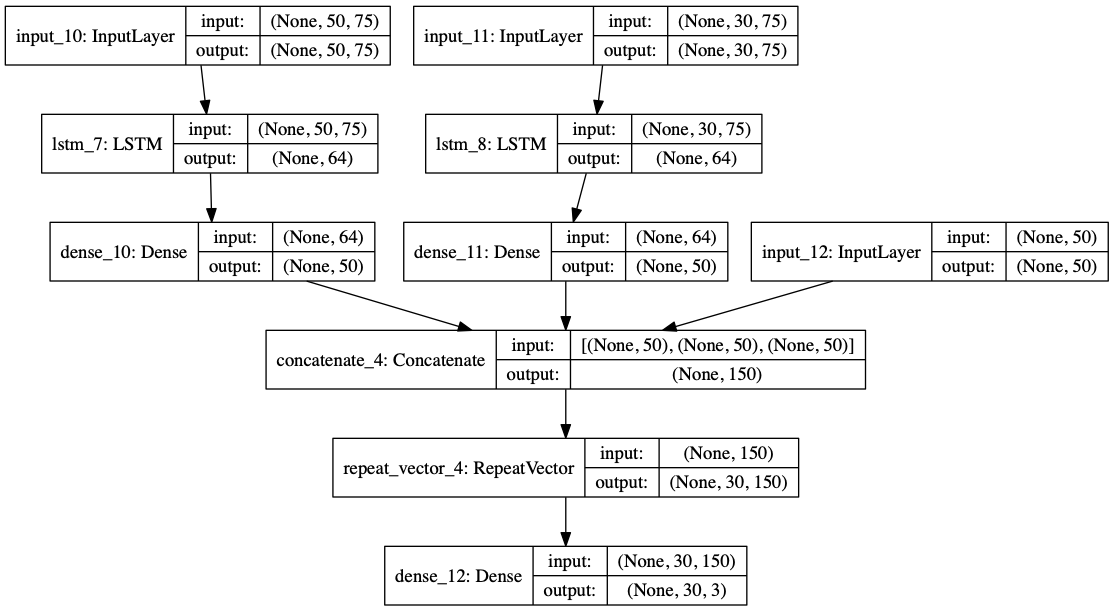 input_10: InputLayer
input: (None, 50, 75)
output: (None, 50, 75)
input_11: InputLayer
input: (None, 30, 75)
output: (None, 30, 75)
lstm_7: LSTM
input: (None, 50, 75)
output: (None, 64)
lstm_8: LSTM
input: (None, 30, 75)
output: (None, 64)
dense_10: Dense
input: (None, 64)
output: (None, 50)
dense_11: Dense
input: (None, 64)
output: (None, 50)
input_12: InputLayer
input: (None, 50)
output: (None, 50)
concatenate_4: Concatenate
input: [(None, 50), (None, 50), (None, 50)]
output: (None, 150)
repeat_vector_4: RepeatVector
input: (None, 150)
output: (None, 30, 150)
dense_12: Dense
input: (None, 30, 150)
output: (None, 30, 3)